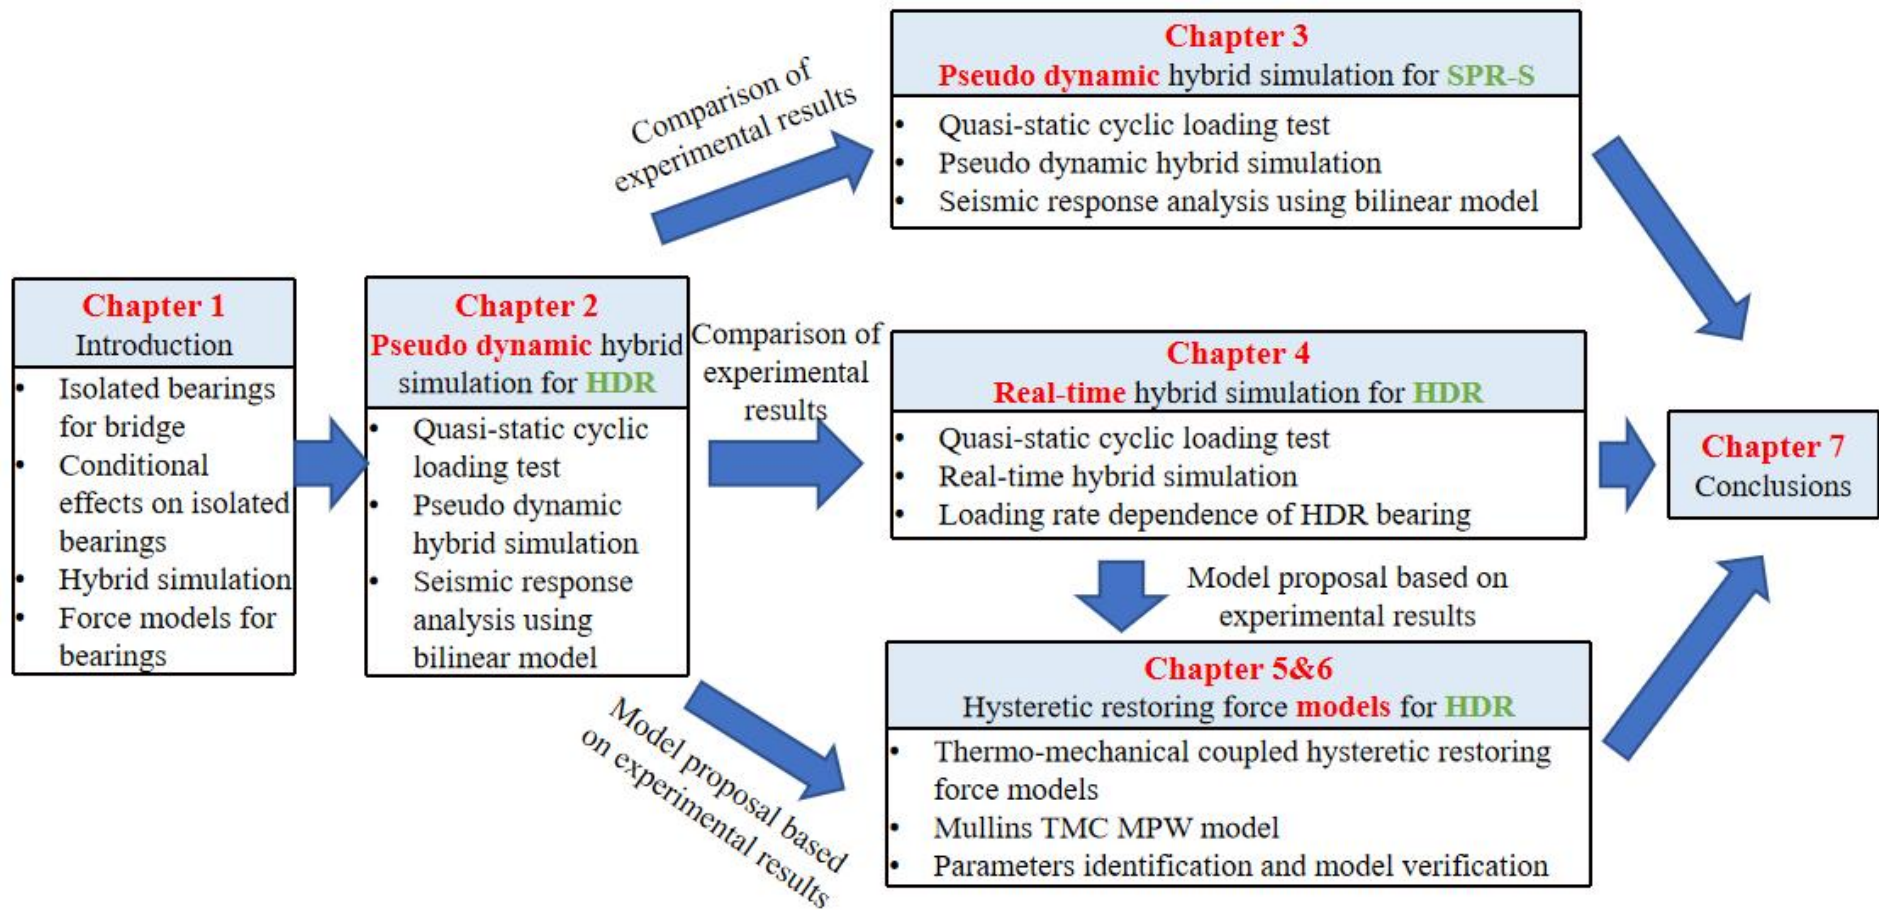 Chapter 1
Introduction
• Isolated bearings
for bridge
• Conditional
effects on isolated
bearings
• Hybrid simulation
• Force models for
bearings
Chapter 2
Pseudo dynamic hybrid
simulation for HDR
• Quasi-static cyclic
loading test
• Pseudo dynamic
hybrid simulation
• Seismic response
analysis using
bilinear model
Comparison of
experimental results
Chapter 3
Pseudo dynamic hybrid simulation for SPR-S
• Quasi-static cyclic loading test
• Pseudo dynamic hybrid simulation
• Seismic response analysis using bilinear model
Comparison of
experimental
results
Chapter 4
Real-time hybrid simulation for HDR
• Quasi-static cyclic loading test
• Real-time hybrid simulation
• Loading rate dependence of HDR bearing
Model proposal based on
experimental results
Model proposal based
on experimental results
Chapter 5&6
Hysteretic restoring force models for HDR
• Thermo-mechanical coupled hysteretic restoring
force models
• Mullins TMC MPW model
• Parameters identification and model verification
Chapter 7
Conclusions